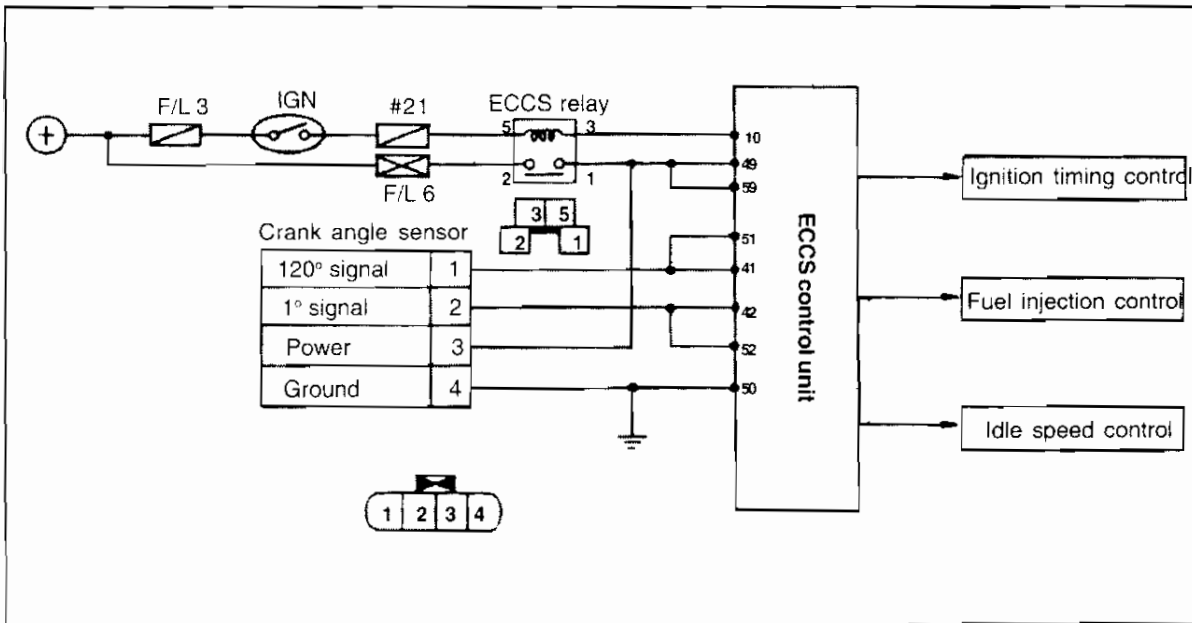 F/L 3
IGN
#21
ECCS relay
5
3
2
1
F/L 6
3
5
2
1
Crank angle sensor
120° signal 1
1° signal 2
Power 3
Ground 4
10
49
59
51
41
42
52
50
ECCS control unit
Ignition timing control
Fuel injection control
Idle speed control
1 2 3 4